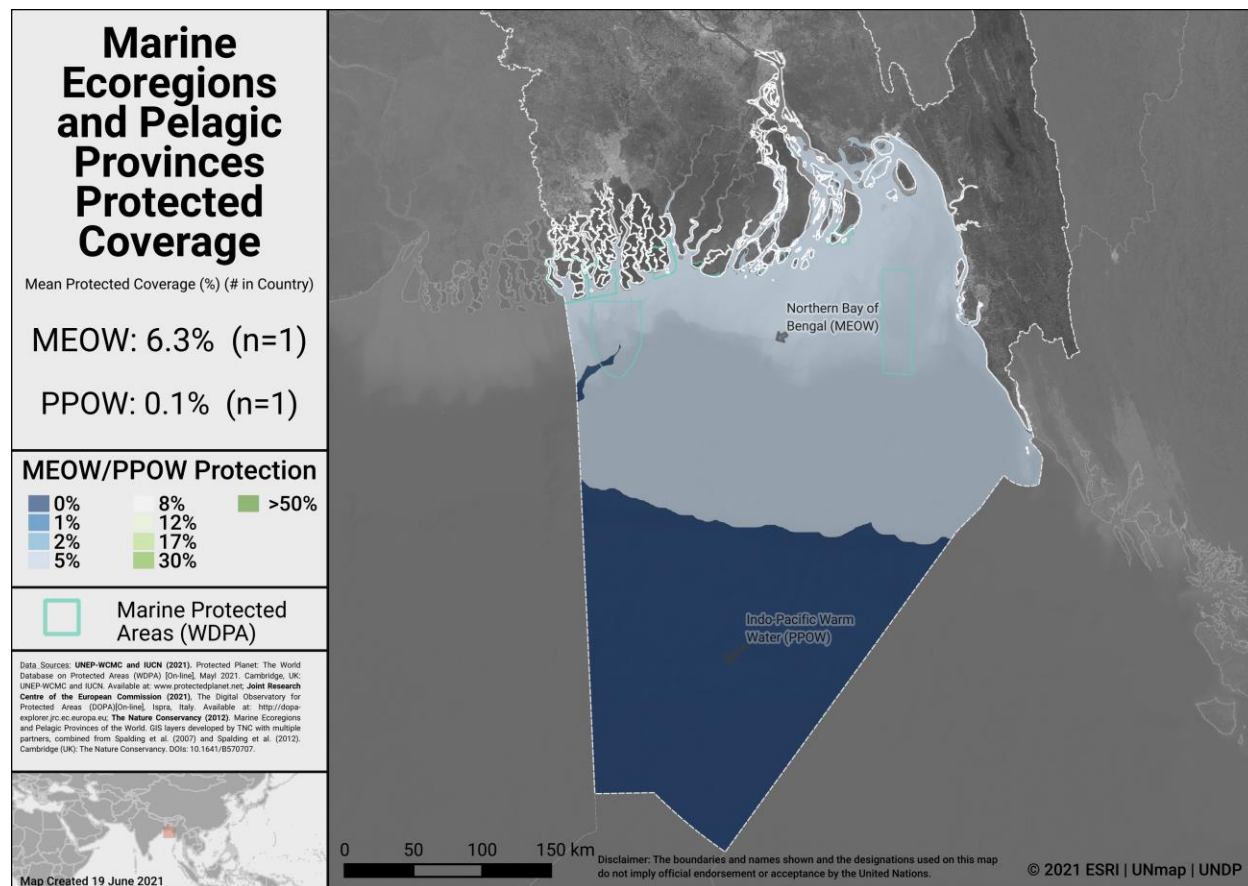 Marine
Ecoregions
and Pelagic
Provinces
Protected
Coverage
Mean Protected Coverage (%) (# in Country)
MEOW: 6.3% (n=1)
PPOW: 0.1% (n=1)
MEOW/PPOW Protection
0%
1%
2%
5%
8%
12%
17%
30%
>50%
Marine Protected
Areas (WDPA)
Data Sources: UNEP-WCMC and IUCN (2021). Protected Planet: The World
Database on Protected Areas (WDPA) [On-line], Mayl 2021. Cambridge, UK:
UNEP-WCMC and IUCN. Available at: www.protectedplanet.net; Joint Research
Centre of the European Commission (2021), The Digital Observatory for
Protected Areas (DOPA)[On-line], Ispra, Italy. Available at: http://dopa-
explorer.jrc.ec.europa.eu; The Nature Conservancy (2012). Marine Ecoregions
and Pelagic Provinces of the World. GIS layers developed by TNC with multiple
partners, combined from Spalding et al. (2007) and Spalding et al. (2012).
Cambridge (UK): The Nature Conservancy. DOIs: 10.1641/B570707.
Map Created 19 June 2021
Northern Bay of
Bengal (MEOW)
Indo-Pacific Warm
Water (PPOW)
0 50 100 150 km
Disclaimer: The boundaries and names shown and the designations used on this map
do not imply official endorsement or acceptance by the United Nations.
© 2021 ESRI | UNmap | UNDP